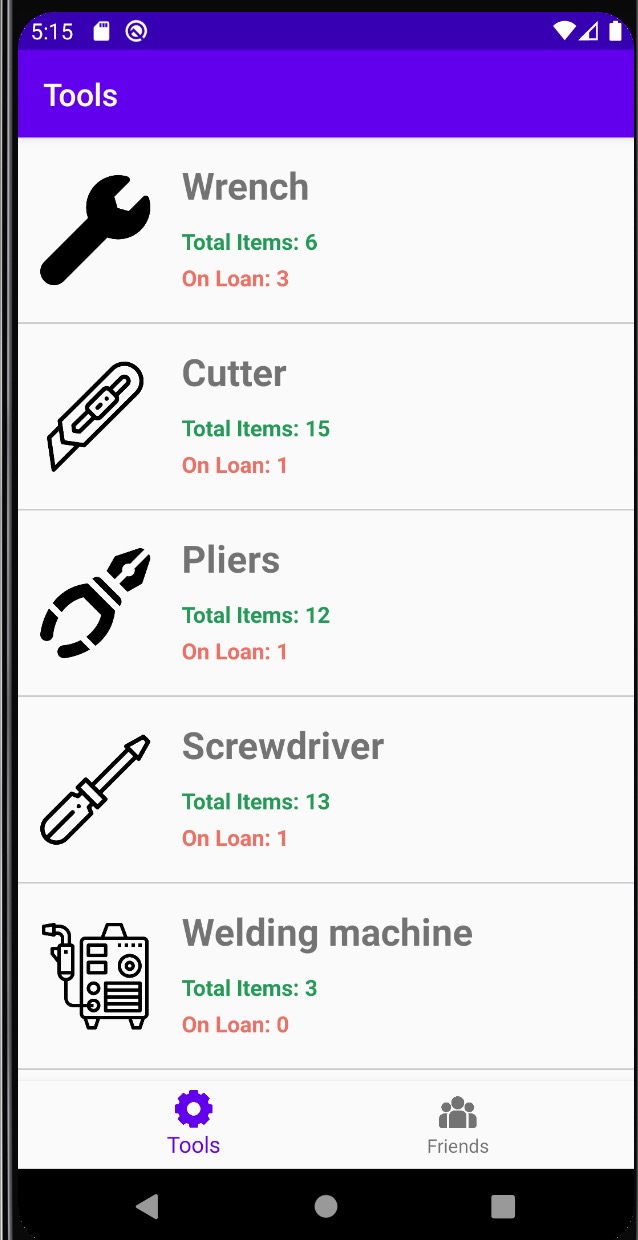 5:15
Tools
Wrench
Total Items: 6
On Loan: 3
Cutter
Total Items: 15
On Loan: 1
Pliers
Total Items: 12
On Loan: 1
Screwdriver
Total Items: 13
On Loan: 1
Welding machine
Total Items: 3
On Loan: 0
Tools
Friends